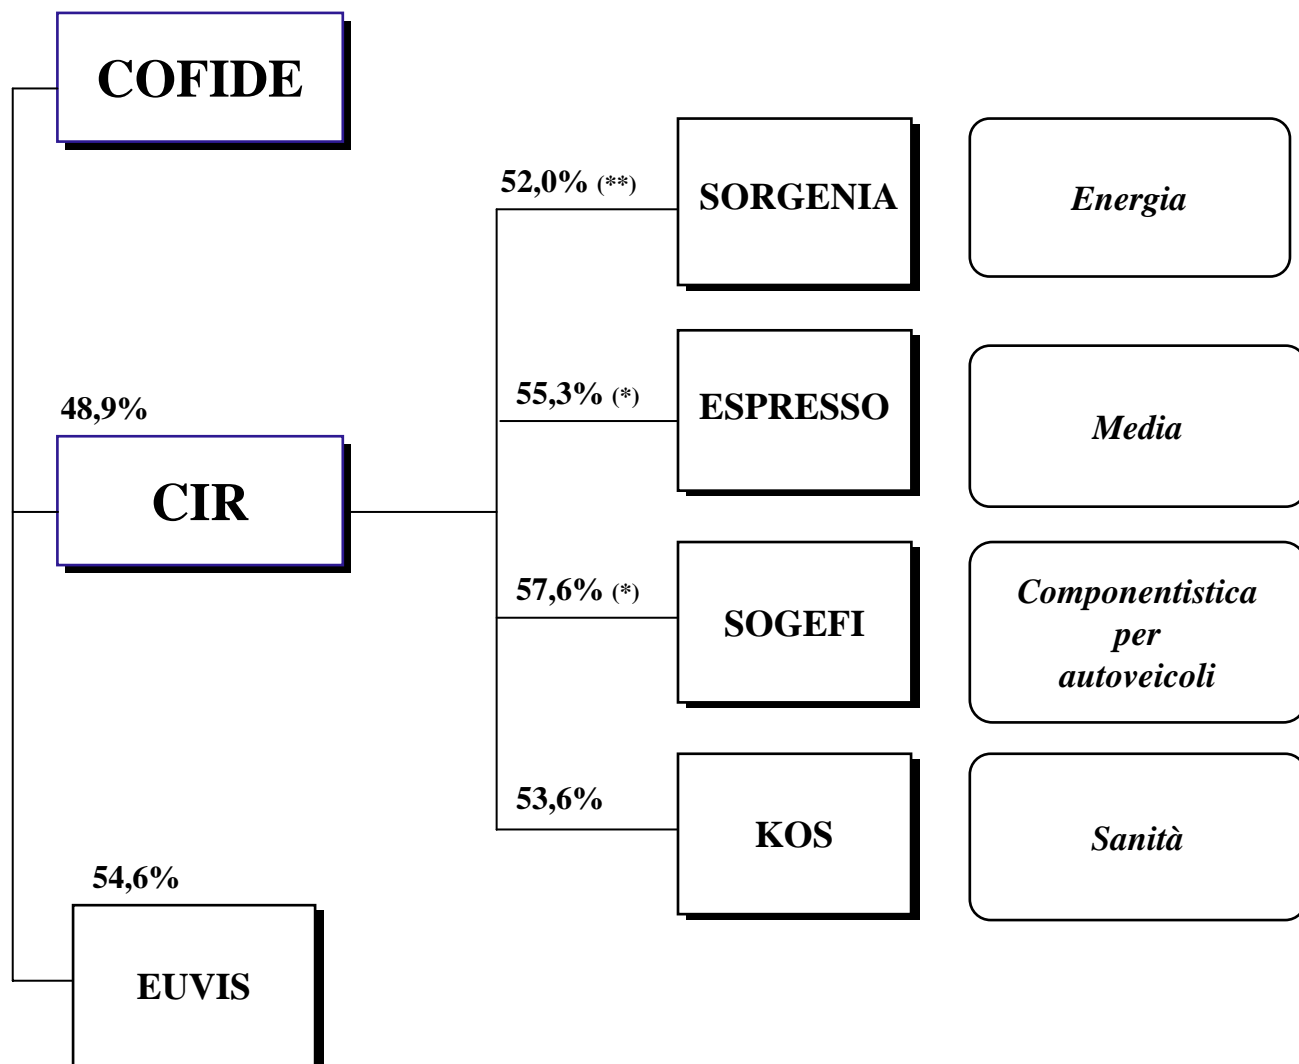 COFIDE
52,0% (**)
SORGENIA
Energia
55,3% (*)
ESPRESSO
Media
48,9%
CIR
57,6% (*)
SOGEFI
Componentistica
per
autoveicoli
53,6%
KOS
Sanità
54,6%
EUVIS